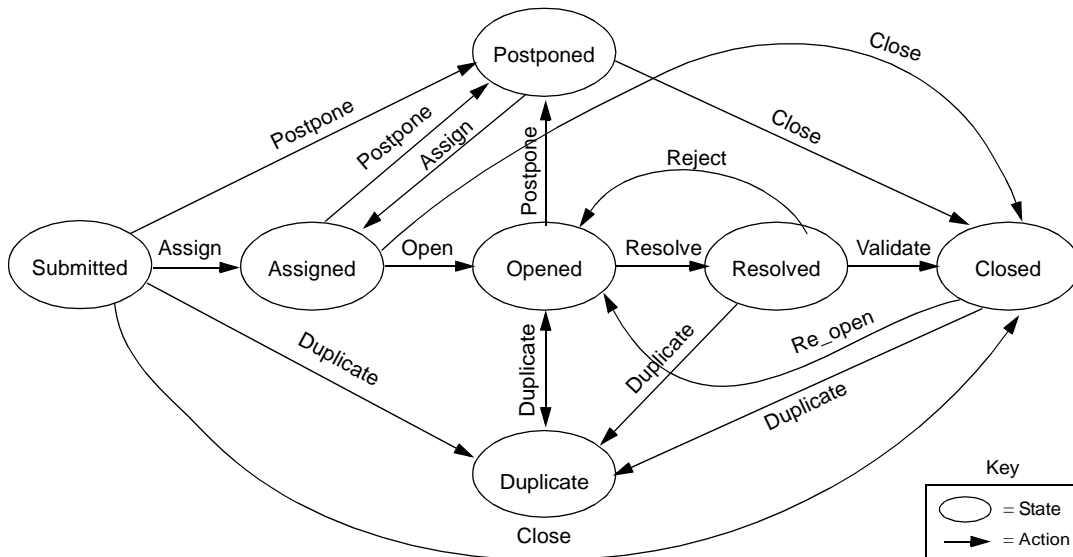 Postponed
Close
Postpone
Postpone
Assign
Close
Postpone
Reject
Submitted
Assign
Assigned
Open
Opened
Resolve
Resolved
Validate
Closed
Duplicate
Duplicate
Duplicate
Re_open
Duplicate
Duplicate
Close
Key
= State
= Action